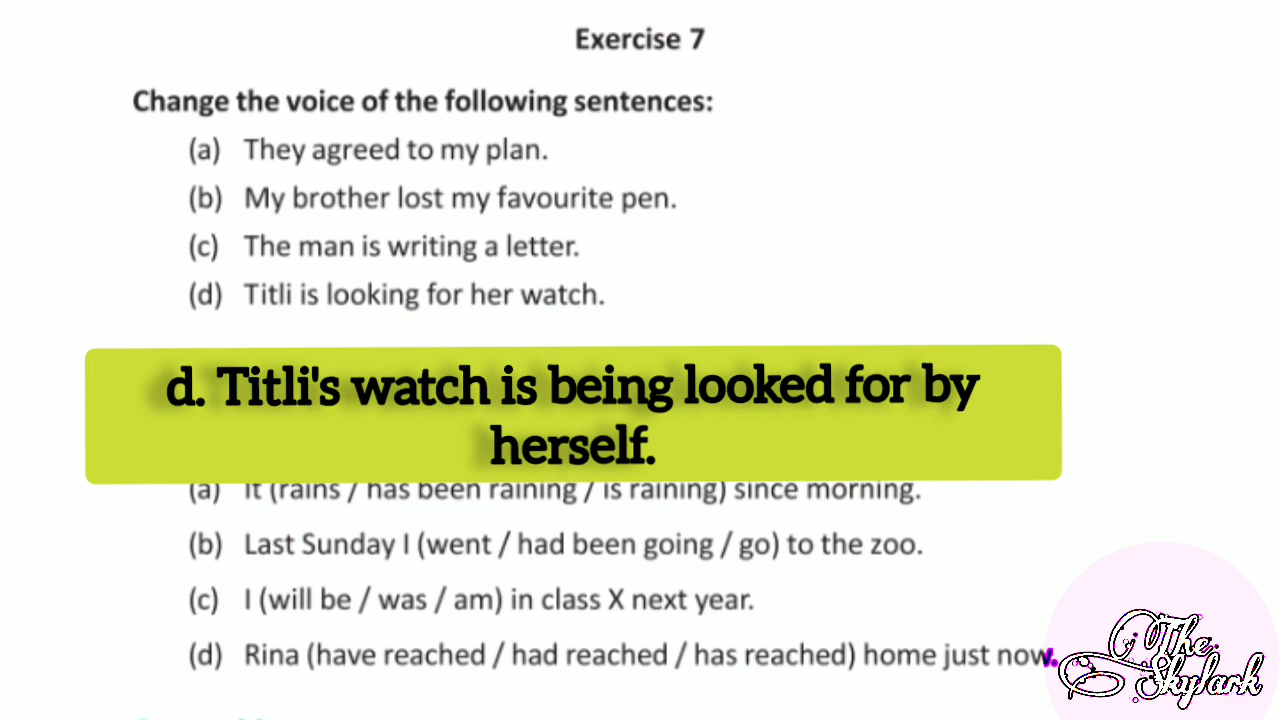 Exercise 7
Change the voice of the following sentences:
(a) They agreed to my plan.
(b) My brother lost my favourite pen.
(c) The man is writing a letter.
(d) Titli is looking for her watch.
d. Titli's watch is being looked for by
herself.
(a) It (rains / has been raining / is raining) since morning.
(b) Last Sunday I (went / had been going / go) to the zoo.
(c) I (will be / was / am) in class X next year.
(d) Rina (have reached / had reached / has reached) home just now.
The
Skylark